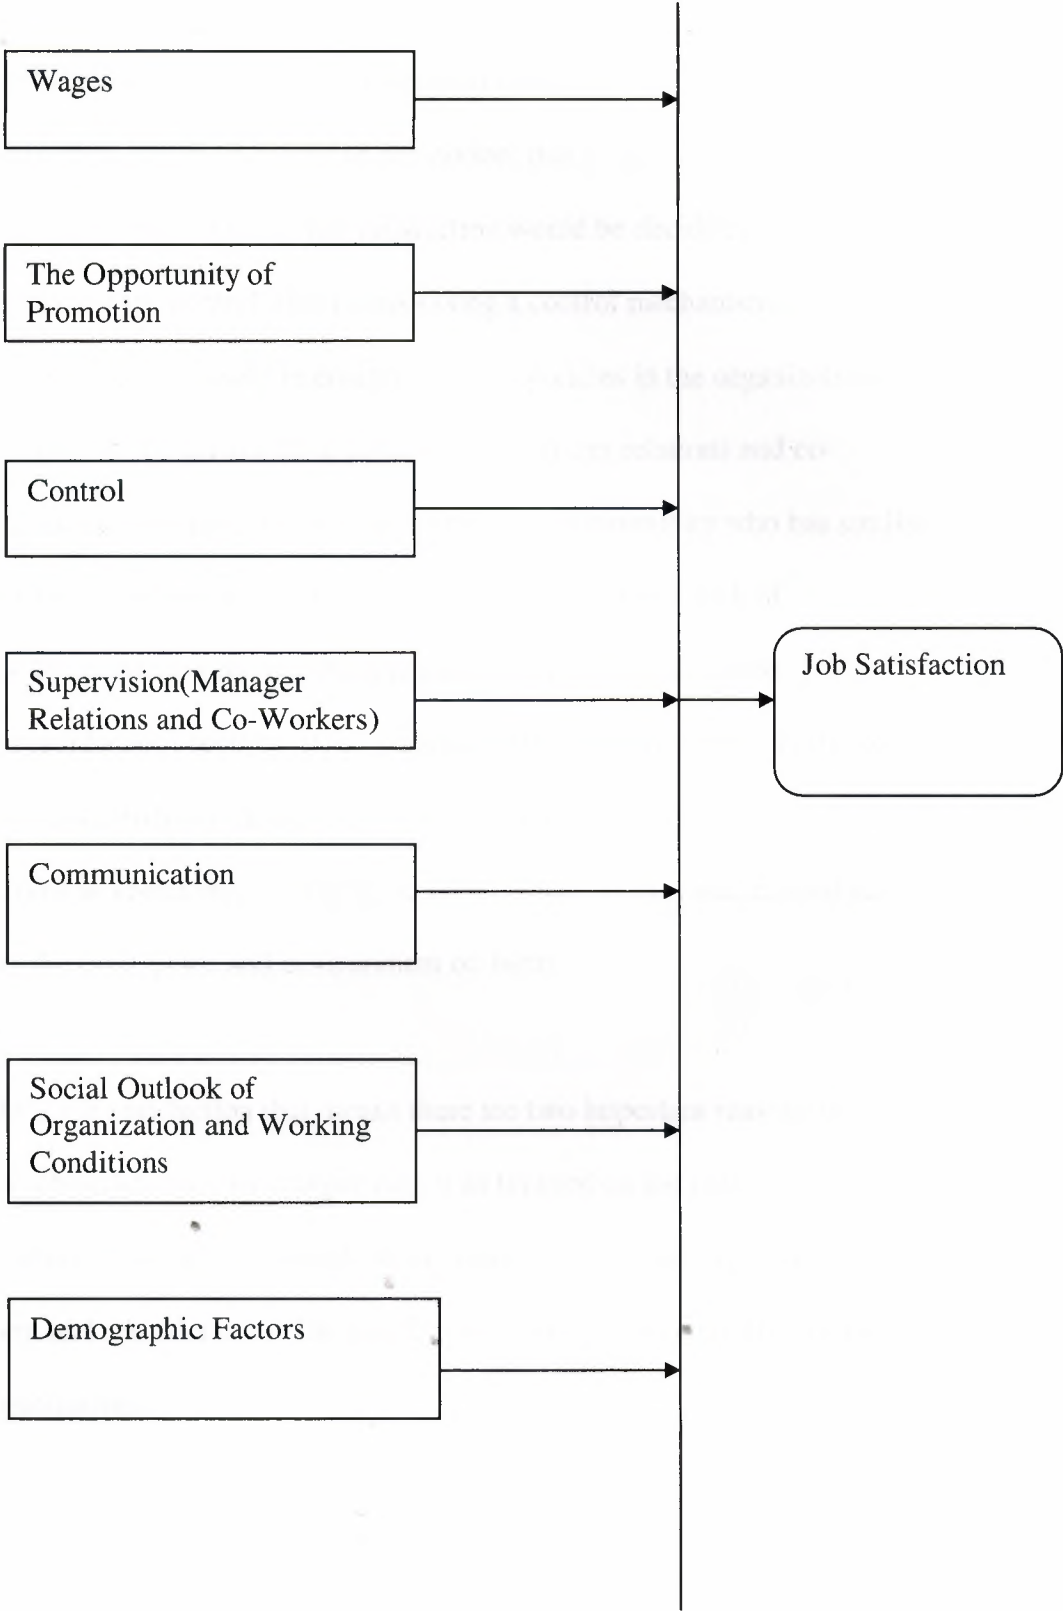 Wages
The Opportunity of
Promotion
Control
Supervision(Manager
Relations and Co-Workers)
Job Satisfaction
Communication
Social Outlook of
Organization and Working
Conditions
Demographic Factors